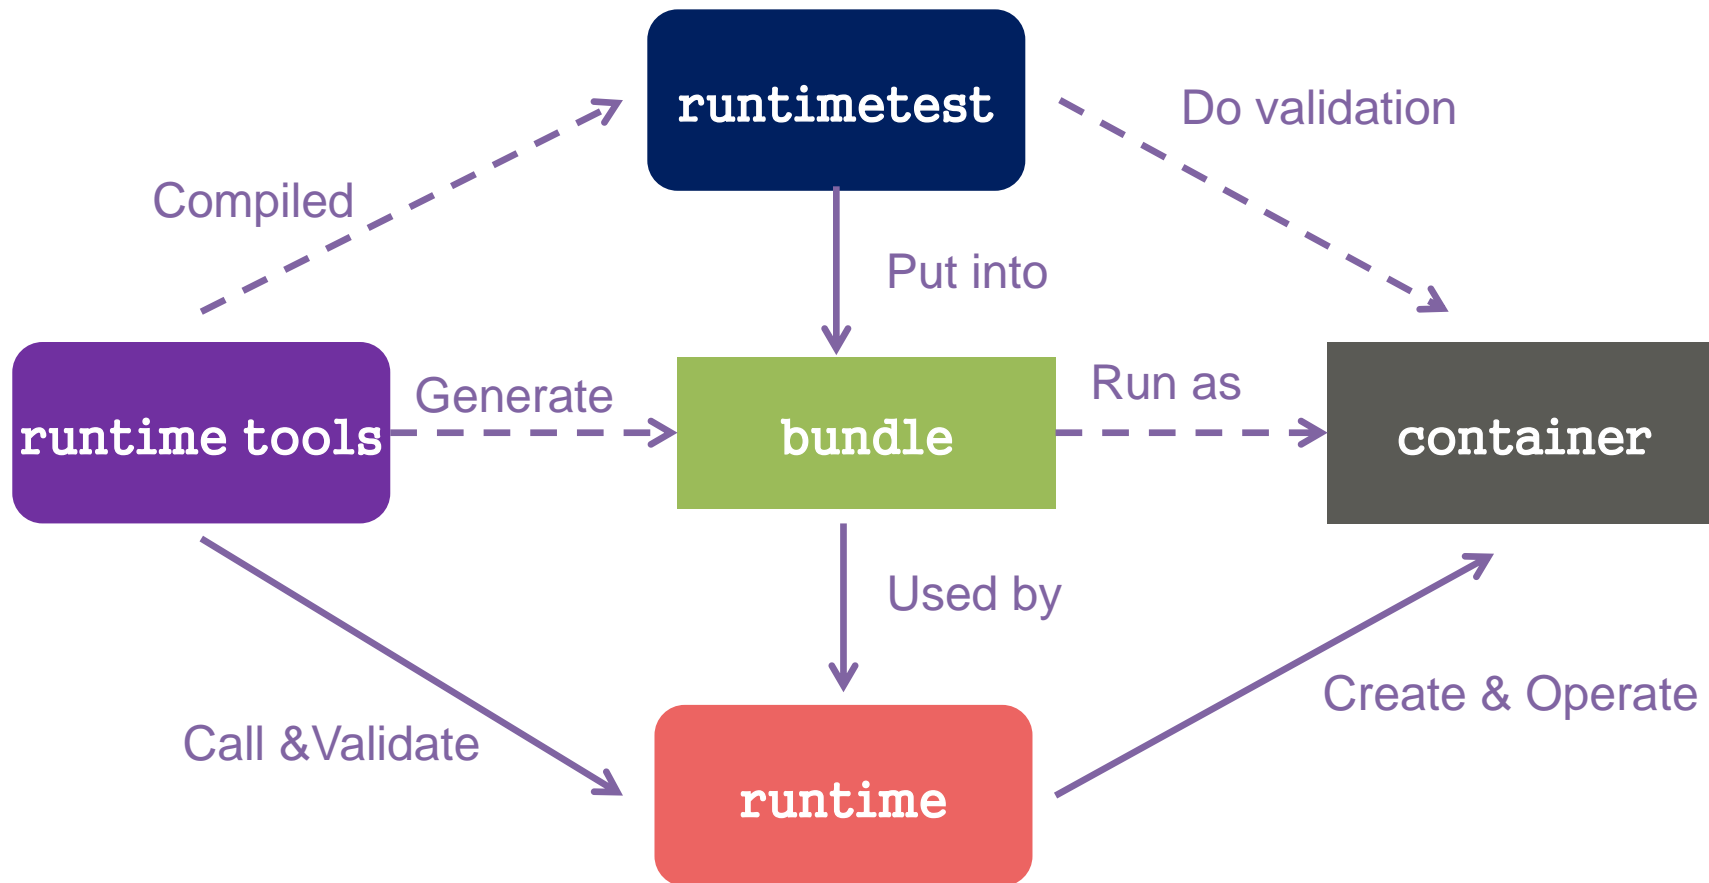 runtimetest
Do validation
Compiled
Put into
Generate
Run as
runtime tools
bundle
container
Used by
Create & Operate
Call &Validate
runtime